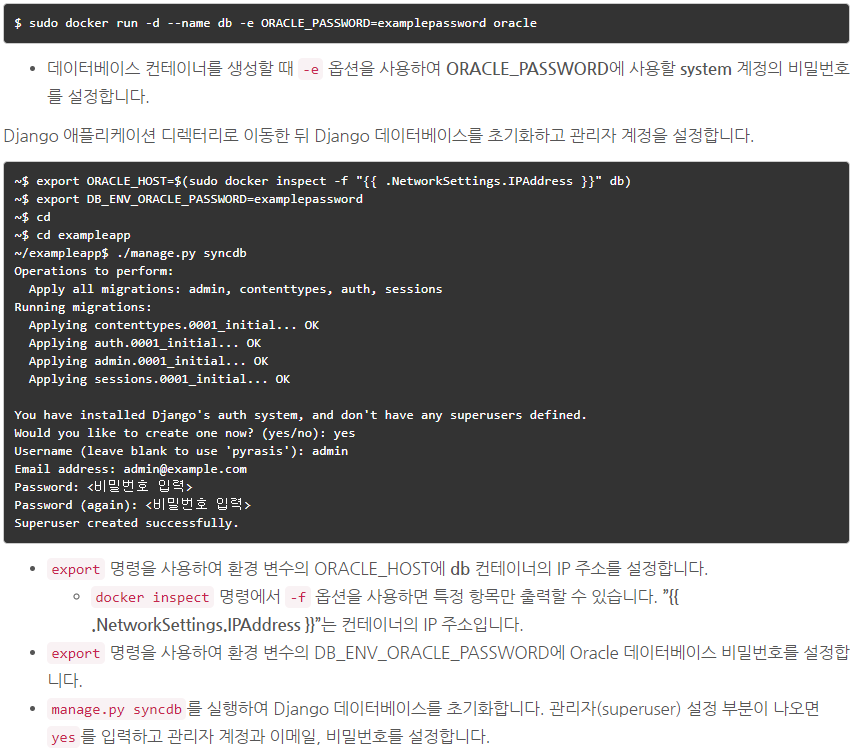 $ sudo docker run -d --name db -e ORACLE_PASSWORD=examplepassword oracle
• 데이터베이스 컨테이너를 생성할 때 -e 옵션을 사용하여 ORACLE_PASSWORD에 사용할 system 계정의 비밀번호
를 설정합니다.
Django 애플리케이션 디렉터리로 이동한 뒤 Django 데이터베이스를 초기화하고 관리자 계정을 설정합니다.
~$ export ORACLE_HOST=$(sudo docker inspect -f "{{ .NetworkSettings.IPAddress }}" db)
~$ export DB_ENV_ORACLE_PASSWORD=examplepassword
~$ cd
~$ cd exampleapp
~/exampleapp$ ./manage.py syncdb
Operations to perform:
  Apply all migrations: admin, contenttypes, auth, sessions
Running migrations:
  Applying contenttypes.0001_initial... OK
  Applying auth.0001_initial... OK
  Applying admin.0001_initial... OK
  Applying sessions.0001_initial... OK
You have installed Django's auth system, and don't have any superusers defined.
Would you like to create one now? (yes/no): yes
Username (leave blank to use 'pyrasis'): admin
Email address: admin@example.com
Password: <비밀번호 입력>
Password (again): <비밀번호 입력>
Superuser created successfully.
• export 명령을 사용하여 환경 변수의 ORACLE_HOST에 db 컨테이너의 IP 주소를 설정합니다.
◦ docker inspect 명령에서 -f 옵션을 사용하면 특정 항목만 출력할 수 있습니다. ”{{
.NetworkSettings.IPAddress }}”는 컨테이너의 IP 주소입니다.
• export 명령을 사용하여 환경 변수의 DB_ENV_ORACLE_PASSWORD에 Oracle 데이터베이스 비밀번호를 설정합
니다.
• manage.py syncdb 를 실행하여 Django 데이터베이스를 초기화합니다. 관리자(superuser) 설정 부분이 나오면
yes 를 입력하고 관리자 계정과 이메일, 비밀번호를 설정합니다.